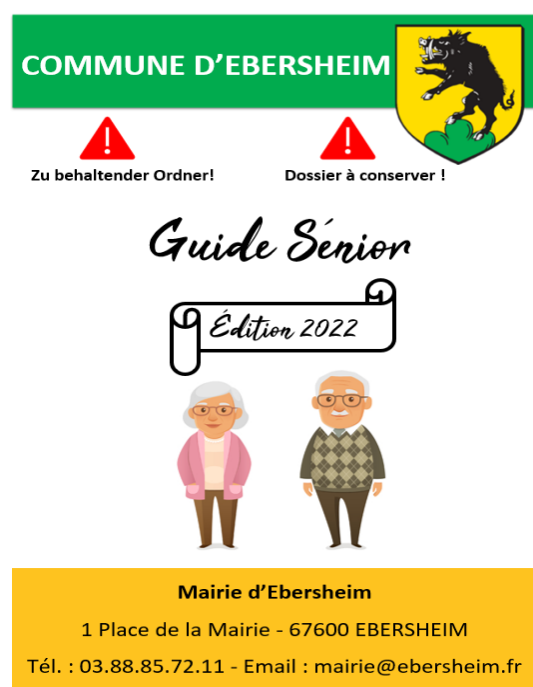 COMMUNE D'EBERSHEIM
Zu behaltender Ordner!
Dossier à conserver !
Guide Sénior
Édition 2022
Mairie d'Ebersheim
1 Place de la Mairie - 67600 EBERSHEIM
Tél. : 03.88.85.72.11 - Email : mairie@ebersheim.fr